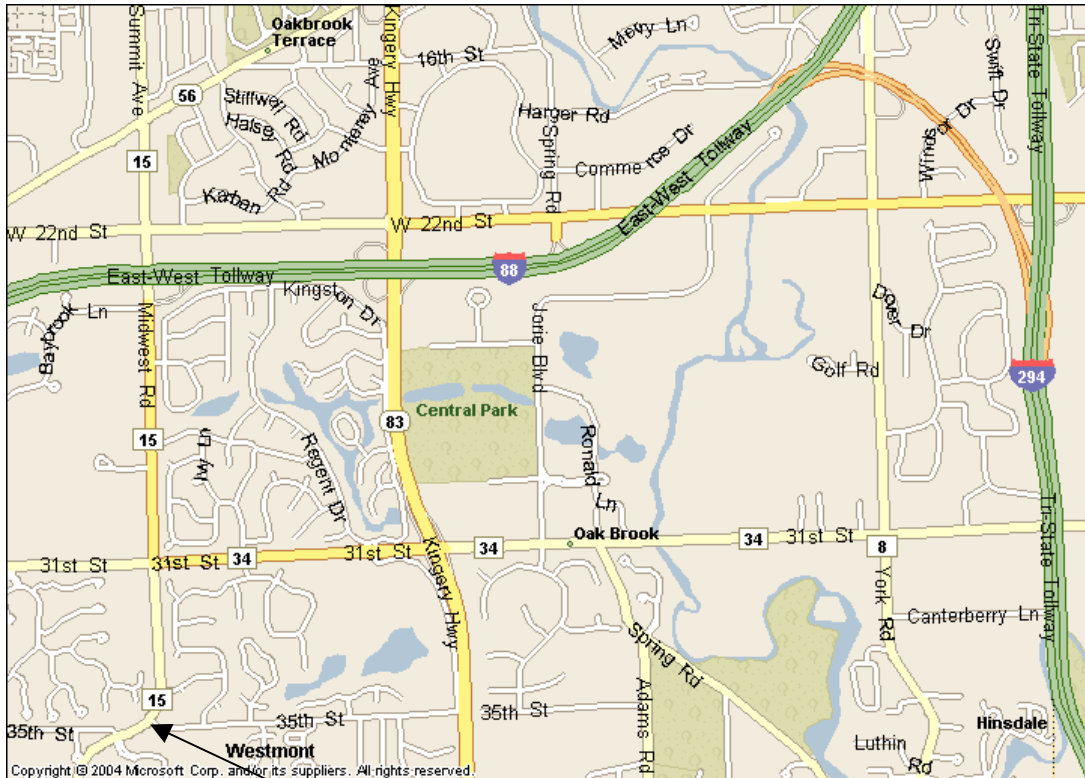 Summit Ave
Oakbrook
Terrace
Kingery Hwy
16th St
Ave
Merry Ln
Tri-State Tollway
Swift Dr
56
Stillwell Rd
Halsey Rd
Monterey
Harger Rd
Spring Rd
Commerce Dr
East-West Tollway
Windsor Dr
15
Karban Rd
W 22nd St
W 22nd St
East-West Tollway
88
Kingston Dr
Baybrook Ln
Midwest Rd
Jorie Blvd
Dover Dr
Golf Rd
294
Central Park
83
15
Ivy Ln
Regent Dr
Ronald Ln
Tri-State Tollway
31st St
31st St
34
31st St
34
Oak Brook
34
31st St
8
Kingery Hwy
York Rd
Canterberry Ln
Spring Rd
Adams Rd
15
35th St
35th St
35th St
Westmont
Hinsdale
Luthin Rd
Copyright © 2004 Microsoft Corp. and/or its suppliers. All rights reserved.